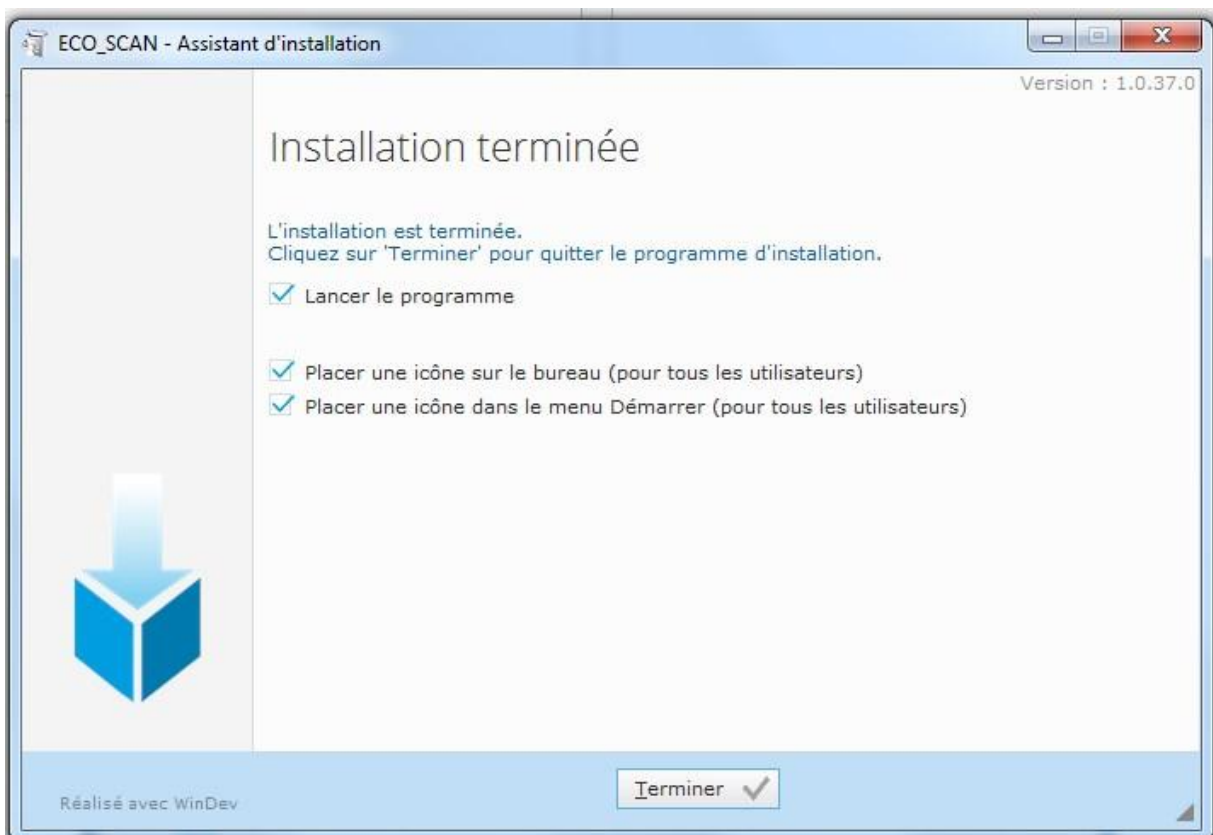 ECO_SCAN - Assistant d'installation
Version : 1.0.37.0
Installation terminée
L'installation est terminée.
Cliquez sur 'Terminer' pour quitter le programme d'installation.
Lancer le programme
Placer une icône sur le bureau (pour tous les utilisateurs)
Placer une icône dans le menu Démarrer (pour tous les utilisateurs)
Terminer
Réalisé avec WinDev